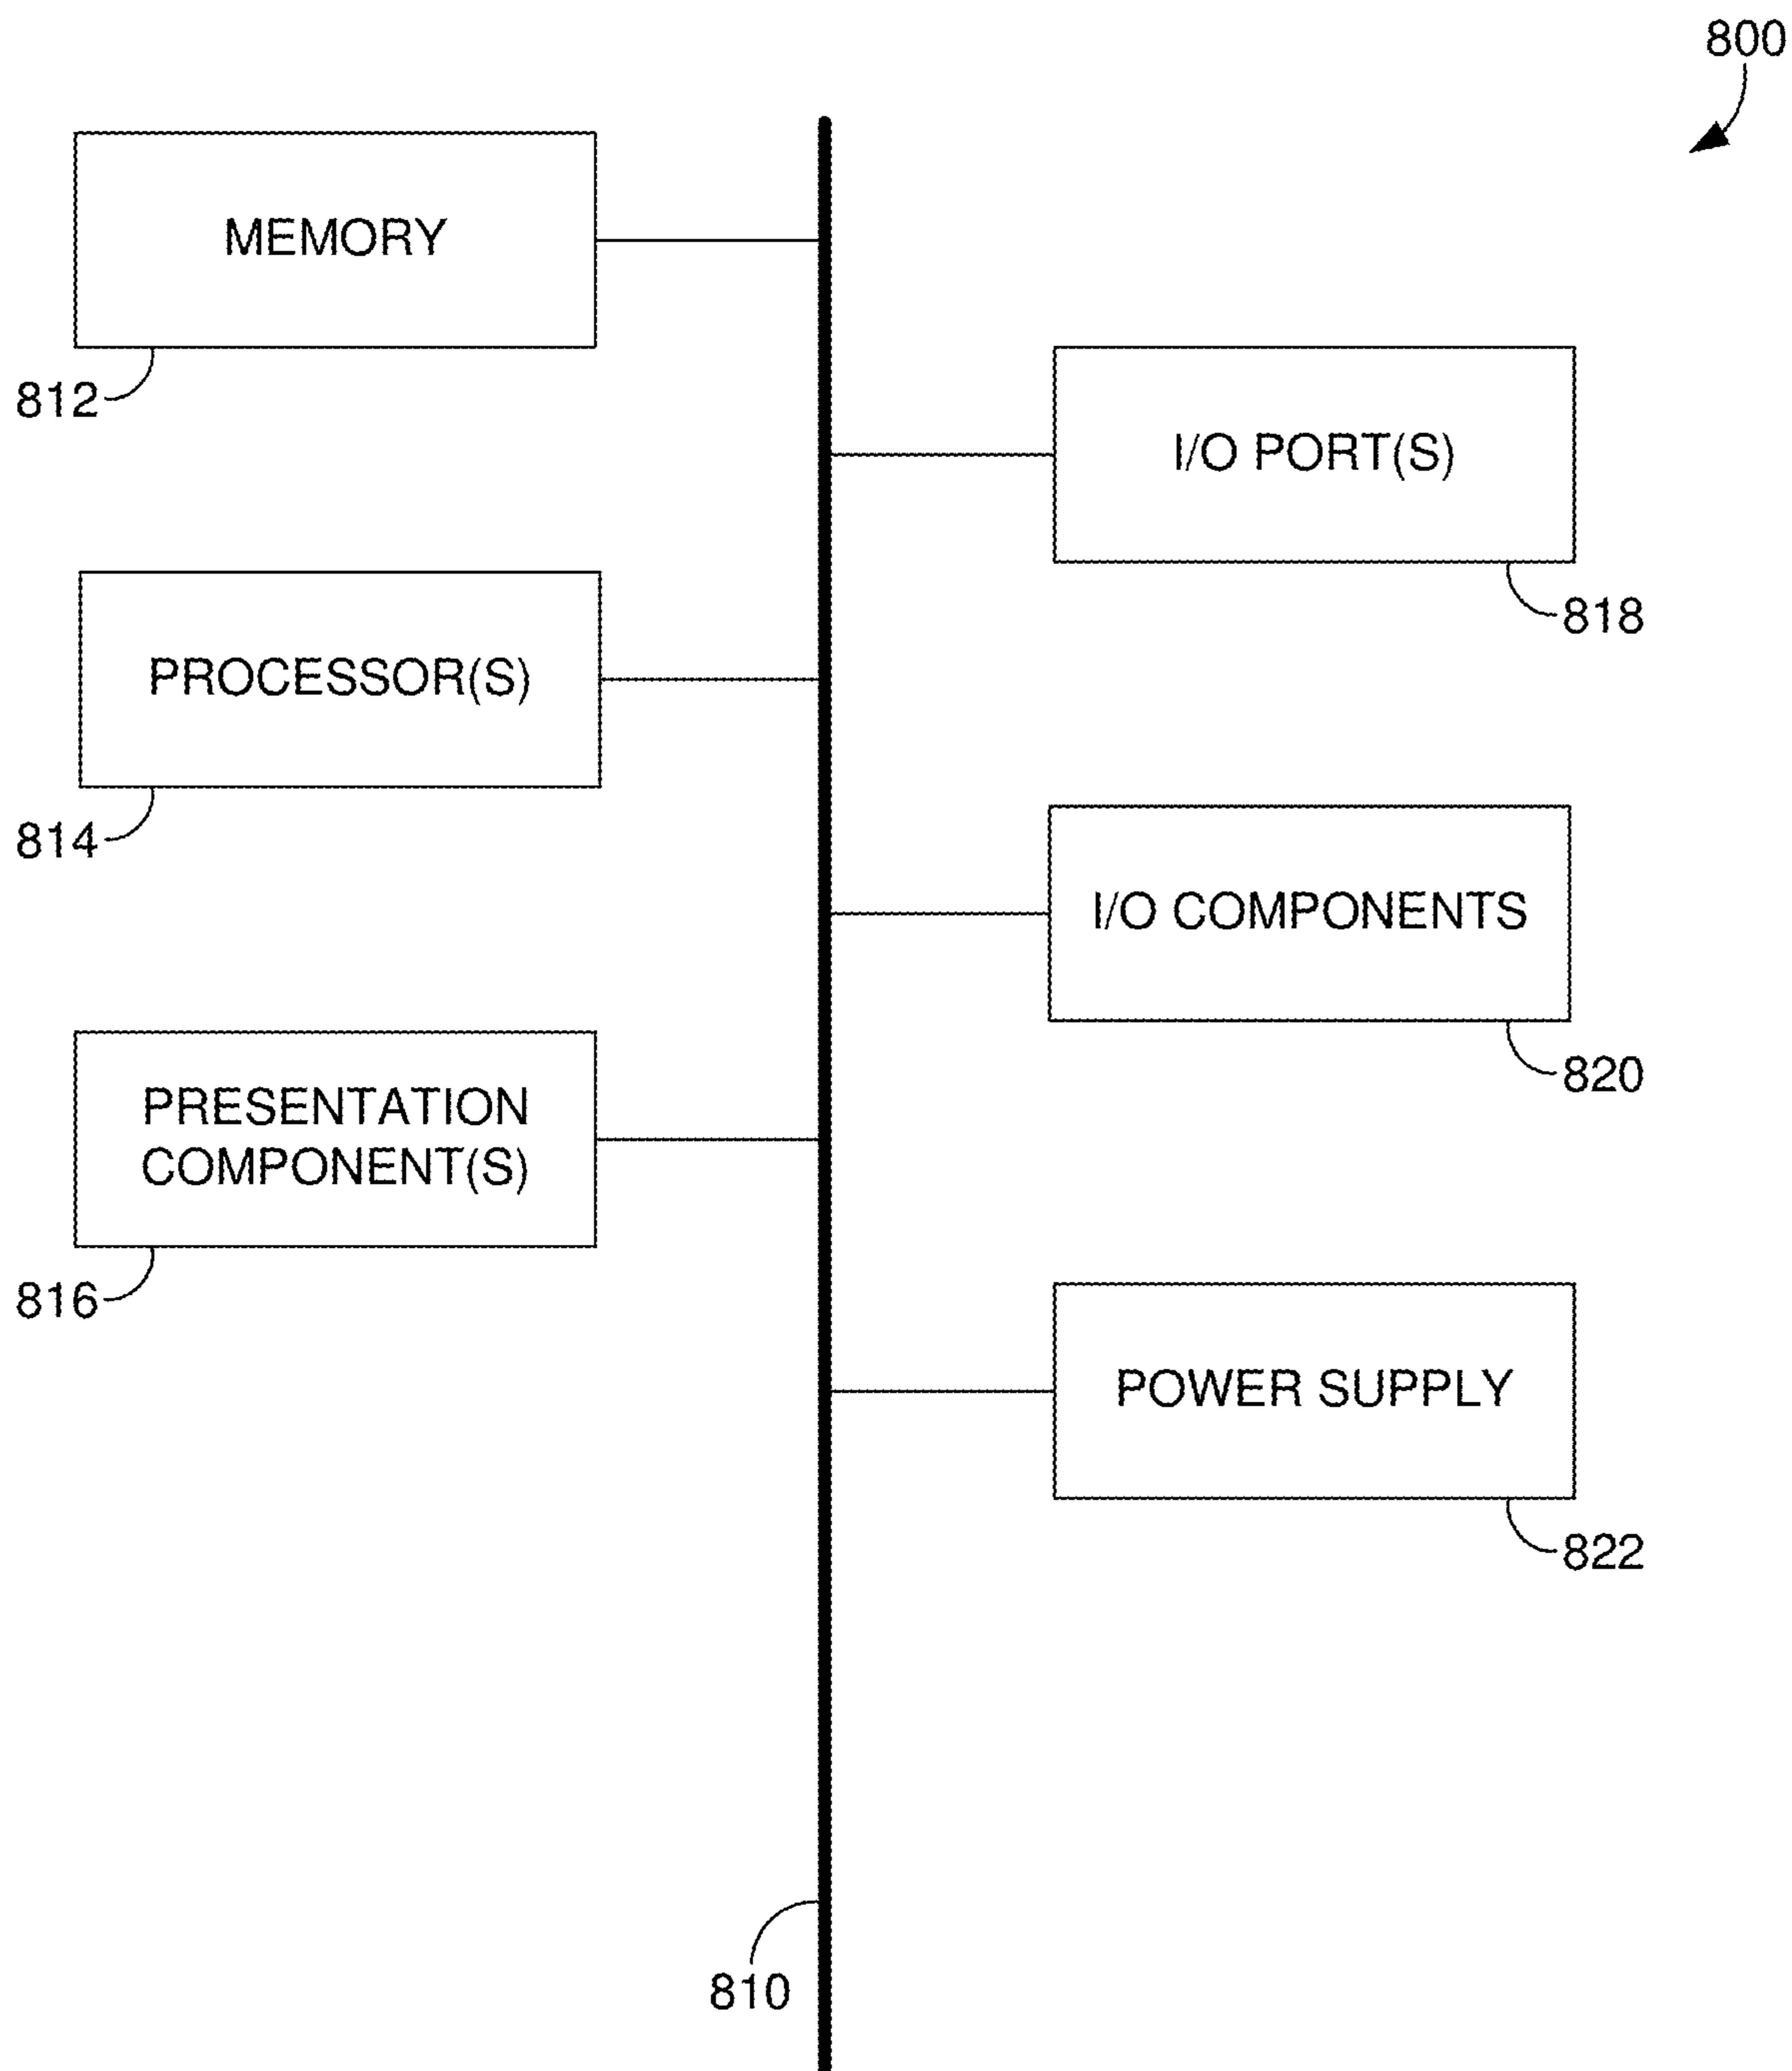 800
MEMORY
812
I/O PORT(S)
818
PROCESSOR(S)
814
I/O COMPONENTS
820
PRESENTATION
COMPONENT(S)
816
POWER SUPPLY
822
810